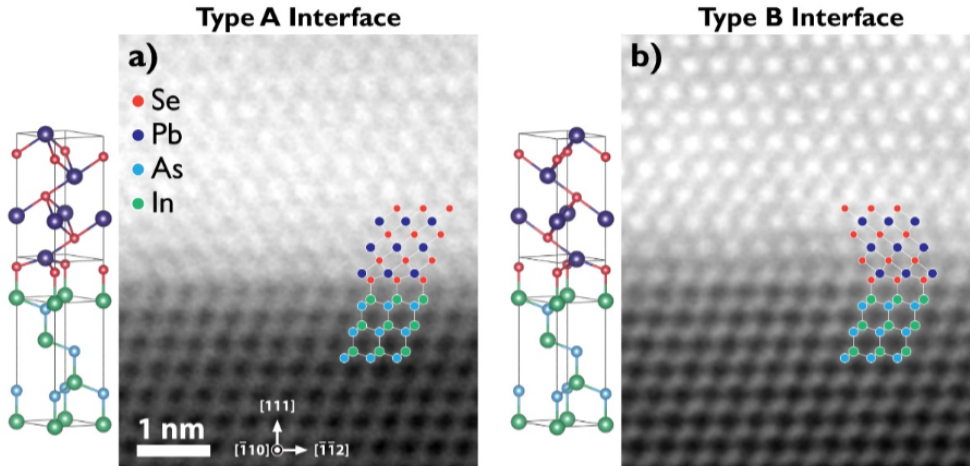 Type A Interface
Type B Interface
a)
b)
Se
Pb
As
In
[111]
[1̅10]
[1̅1̅2]
1 nm